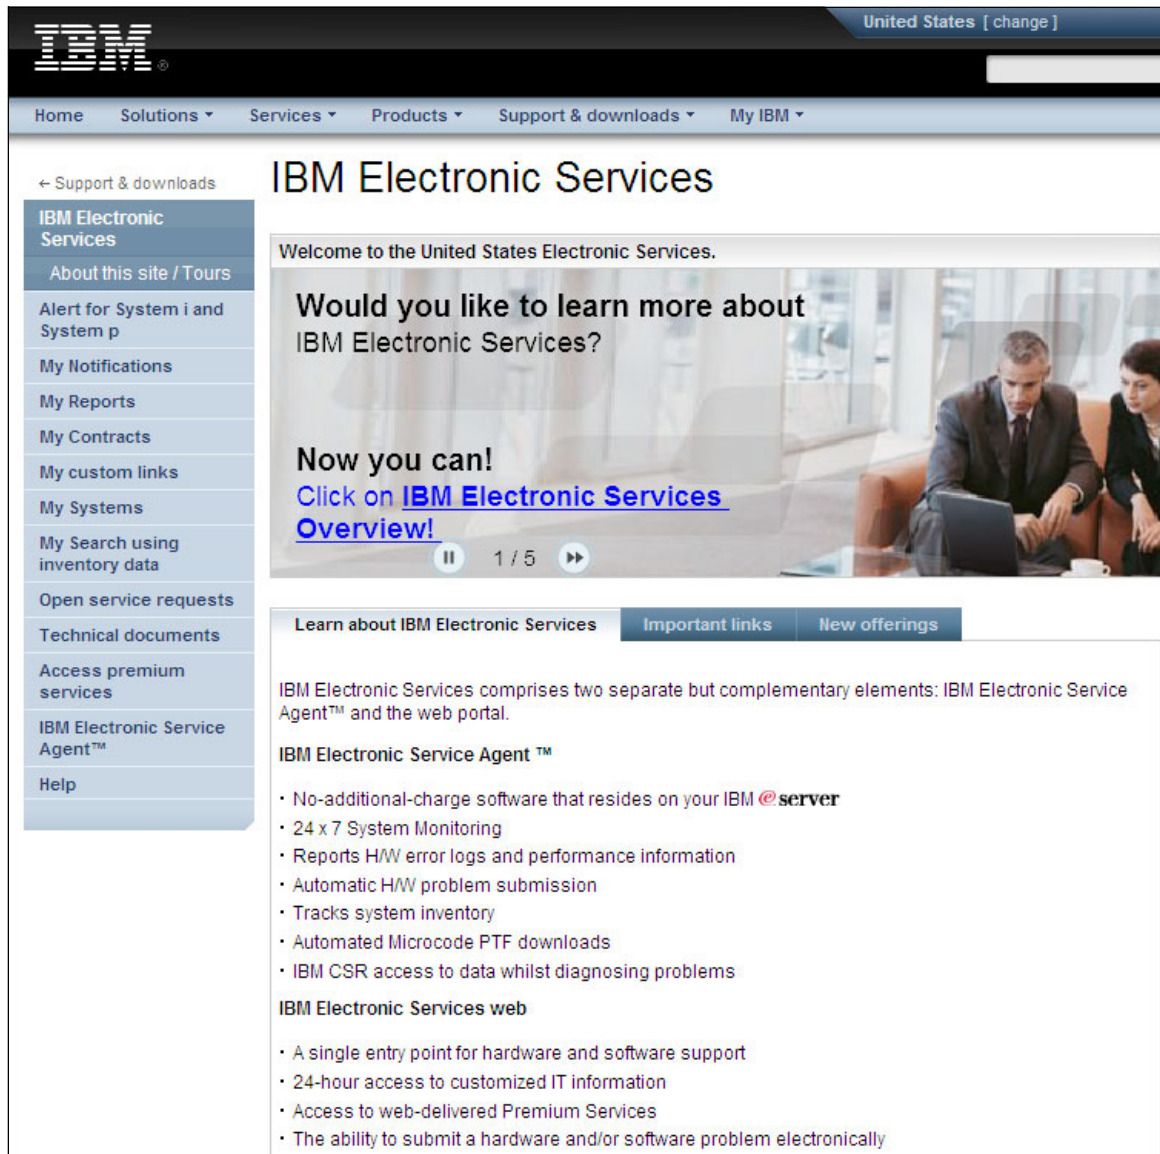 United States [ change ]
IBM ®
Home Solutions Services Products Support & downloads My IBM
← Support & downloads
IBM Electronic
Services
About this site / Tours
Alert for System i and
System p
My Notifications
My Reports
My Contracts
My custom links
My Systems
My Search using
inventory data
Open service requests
Technical documents
Access premium
services
IBM Electronic Service
Agent™
Help
IBM Electronic Services
Welcome to the United States Electronic Services.
Would you like to learn more about
IBM Electronic Services?
Now you can!
Click on IBM Electronic Services
Overview!
1 / 5
Learn about IBM Electronic Services Important links New offerings
IBM Electronic Services comprises two separate but complementary elements: IBM Electronic Service
Agent™ and the web portal.
IBM Electronic Service Agent ™
· No-additional-charge software that resides on your IBM @server
· 24 x 7 System Monitoring
· Reports H/W error logs and performance information
· Automatic H/W problem submission
· Tracks system inventory
· Automated Microcode PTF downloads
· IBM CSR access to data whilst diagnosing problems
IBM Electronic Services web
· A single entry point for hardware and software support
· 24-hour access to customized IT information
· Access to web-delivered Premium Services
· The ability to submit a hardware and/or software problem electronically